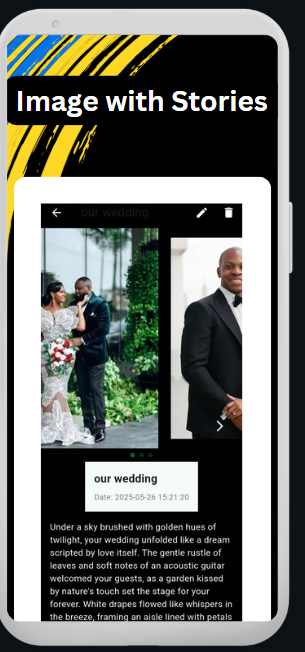 Image with Stories
our wedding
our wedding
Date: 2025-05-26 15:21:20
Under a sky brushed with golden hues of
twilight, your wedding unfolded like a dream
scripted by love itself. The gentle rustle of
leaves and soft notes of an acoustic guitar
welcomed your guests, as a garden kissed
by nature's touch set the stage for your
forever. White drapes flowed like whispers in
the breeze, framing an aisle lined with petals